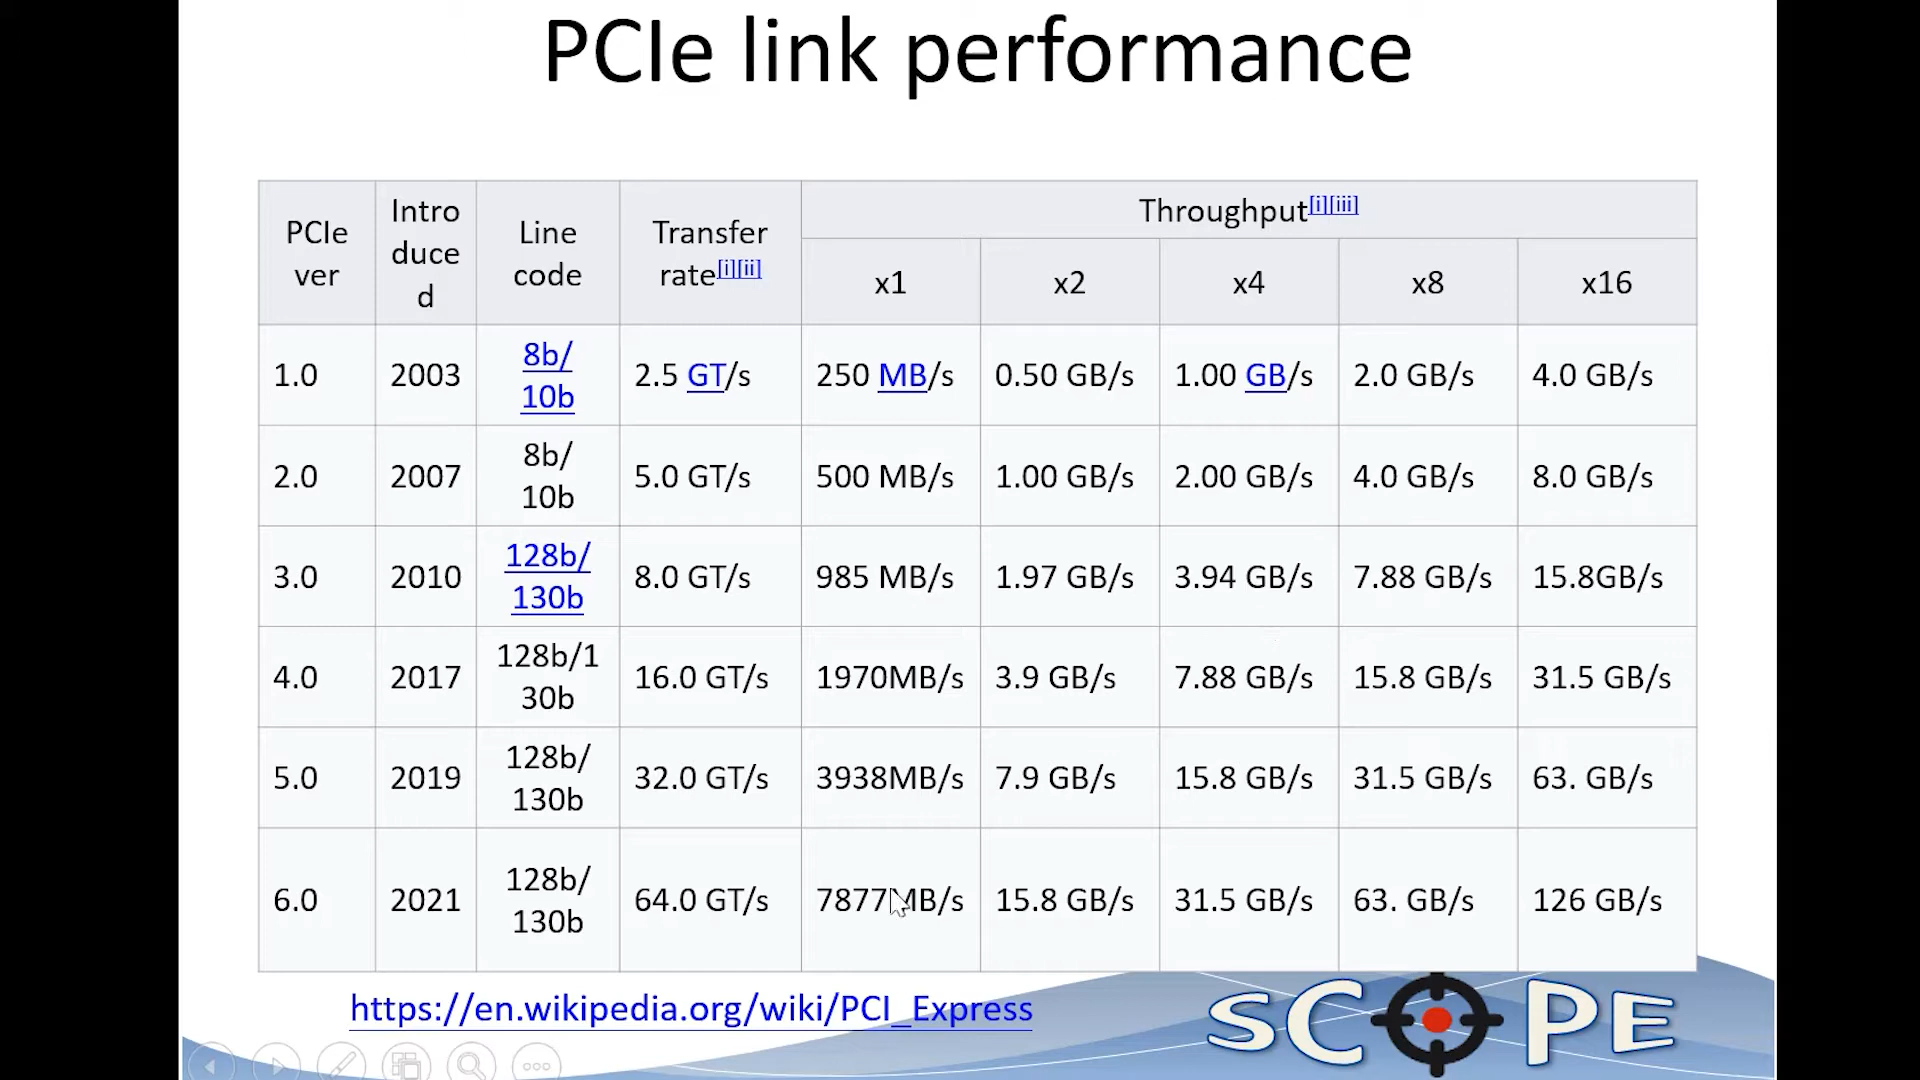 PCIe link performance
PCIe
ver
Intro
duce
d
Line
code
Transfer
rate[i][ii]
Throughput[i][iii]
x1
x2
x4
x8
x16
1.0
2003
8b/
10b
2.5 GT/s
250 MB/s
0.50 GB/s
1.00 GB/s
2.0 GB/s
4.0 GB/s
2.0
2007
8b/
10b
5.0 GT/s
500 MB/s
1.00 GB/s
2.00 GB/s
4.0 GB/s
8.0 GB/s
3.0
2010
128b/
130b
8.0 GT/s
985 MB/s
1.97 GB/s
3.94 GB/s
7.88 GB/s
15.8GB/s
4.0
2017
128b/1
30b
16.0 GT/s
1970MB/s
3.9 GB/s
7.88 GB/s
15.8 GB/s
31.5 GB/s
5.0
2019
128b/
130b
32.0 GT/s
3938MB/s
7.9 GB/s
15.8 GB/s
31.5 GB/s
63. GB/s
6.0
2021
128b/
130b
64.0 GT/s
7877MB/s
15.8 GB/s
31.5 GB/s
63. GB/s
126 GB/s
https://en.wikipedia.org/wiki/PCI_Express
SCOPE